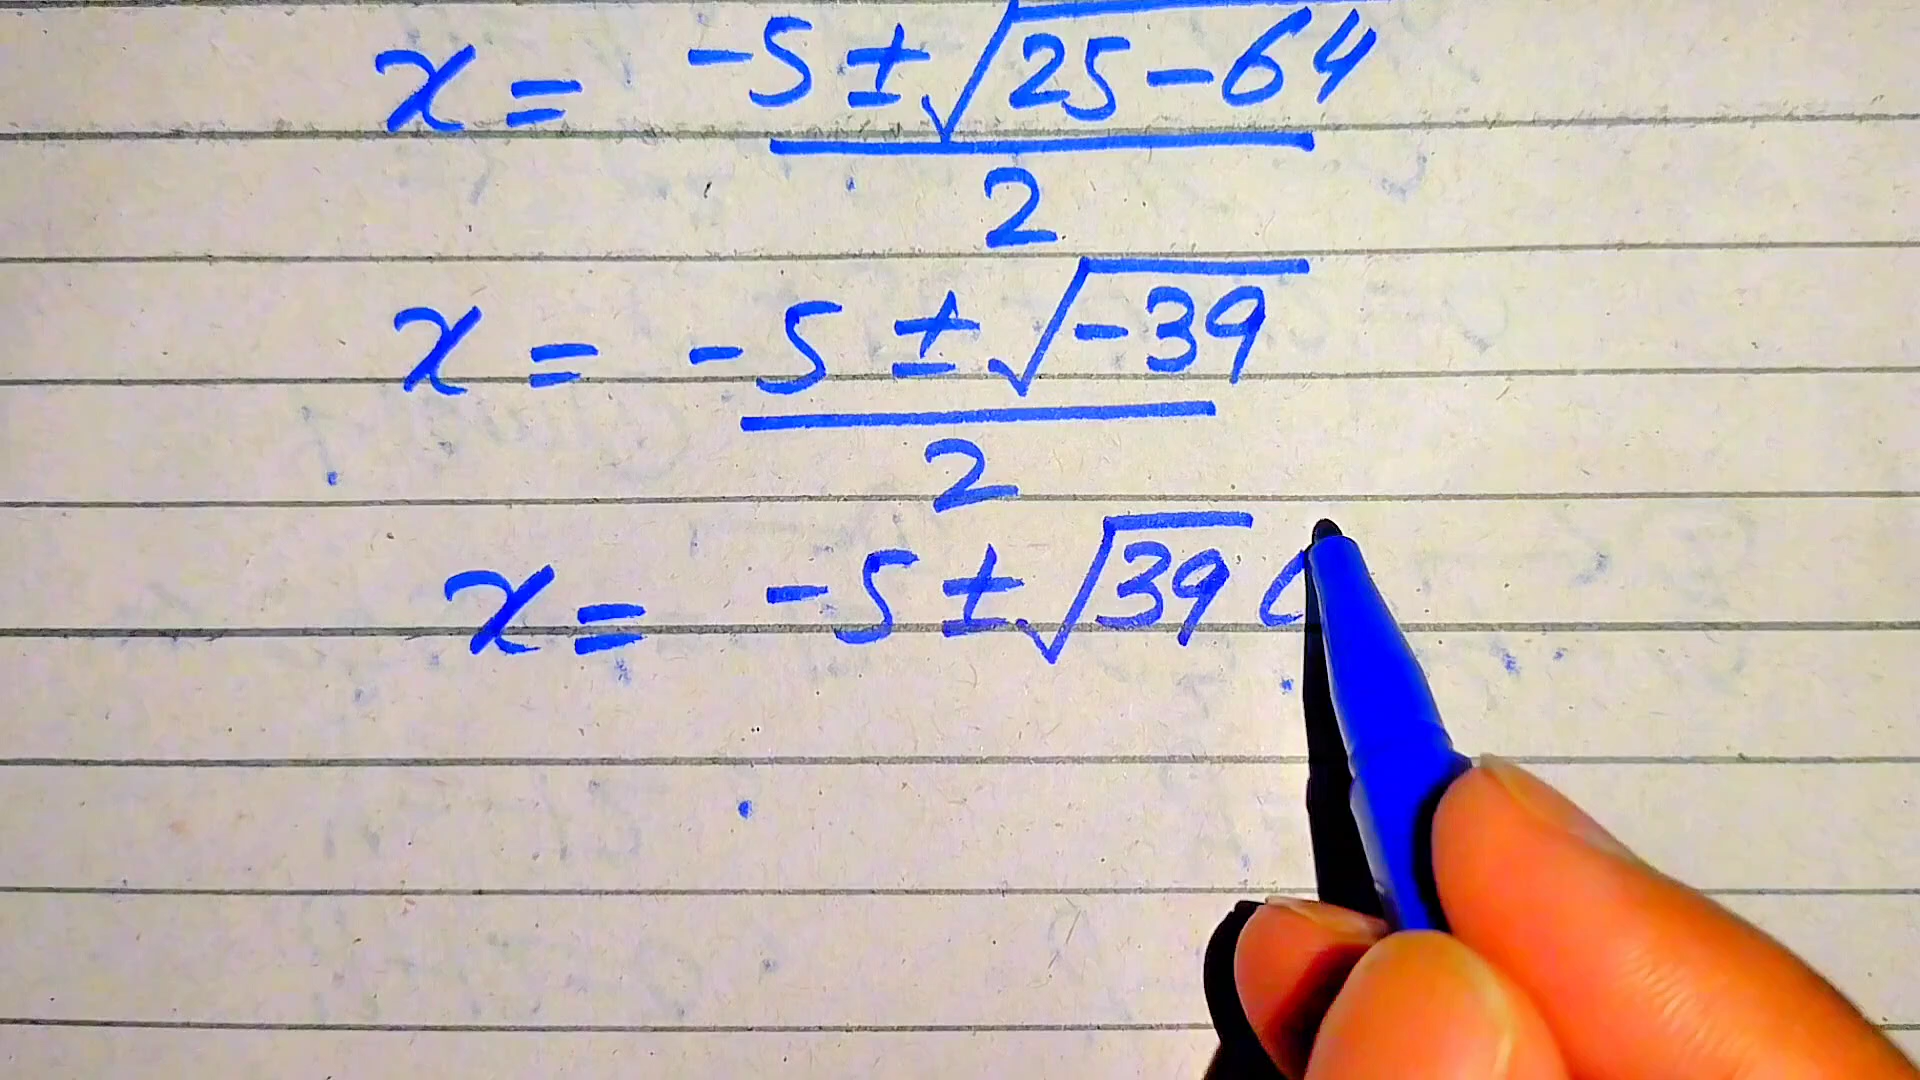 x = -5 ± √25 - 64
2
x = -5 ± √-39
2
x = -5 ± √39 i